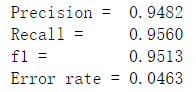 Precision = 0.9482
Recall = 0.9560
f1 = 0.9513
Error rate = 0.0463